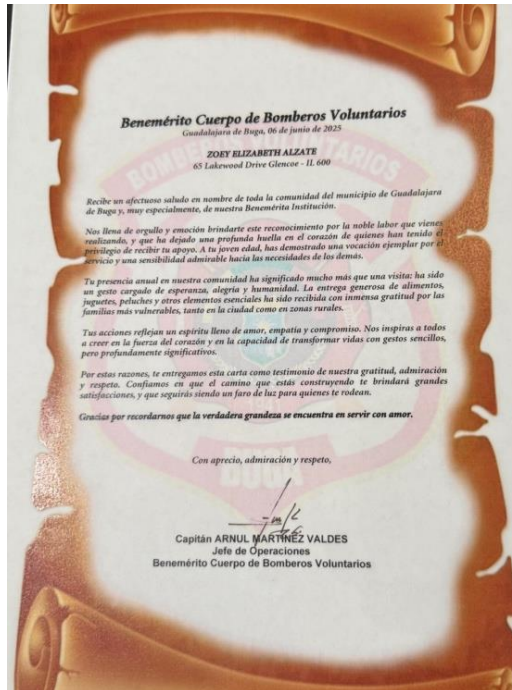 Benemérito Cuerpo de Bomberos Voluntarios
Guadalajara de Buga, 06 de junio de 2025
ZOEY ELIZABETH ALZATE
65 Lakewood Drive Glencoe - IL 600
Recibe un afectuoso saludo en nombre de toda la comunidad del municipio de Guadalajara
de Buga y, muy especialmente, de nuestra Benemérita Institución.
Nos llena de orgullo y emoción brindarte este reconocimiento por la noble labor que vienes
realizando, y que ha dejado una profunda huella en el corazón de quienes han tenido el
privilegio de recibir tu apoyo. A tu joven edad, has demostrado una vocación ejemplar por el
servicio y una sensibilidad admirable hacia las necesidades de los demás.
Tu presencia anual en nuestra comunidad ha significado mucho más que una visita: ha sido
un gesto cargado de esperanza, alegría y humanidad. La entrega generosa de alimentos,
juguetes, peluches y otros elementos esenciales ha sido recibida con inmensa gratitud por las
familias más vulnerables, tanto en la ciudad como en zonas rurales.
Tus acciones reflejan un espíritu lleno de amor, empatía y compromiso. Nos inspiras a todos
a creer en la fuerza del corazón y en la capacidad de transformar vidas con gestos sencillos,
pero profundamente significativos.
Por estas razones, te entregamos esta carta como testimonio de nuestra gratitud, admiración
y respeto. Confiamos en que el camino que estás construyendo te brindará grandes
satisfacciones, y que seguirás siendo un faro de luz para quienes te rodean.
Gracias por recordarnos que la verdadera grandeza se encuentra en servir con amor.
Con aprecio, admiración y respeto,
Capitán ARNUL MARTÍNEZ VALDES
Jefe de Operaciones
Benemérito Cuerpo de Bomberos Voluntarios
BOMBEROS VOLUNTARIOS
BUGA